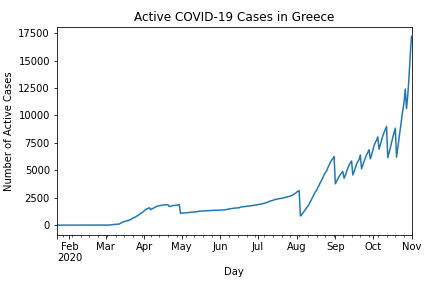 Active COVID-19 Cases in Greece
17500
15000
12500
10000
7500
5000
2500
0
Number of Active Cases
Feb Mar Apr May Jun Jul Aug Sep Oct Nov
2020
Day